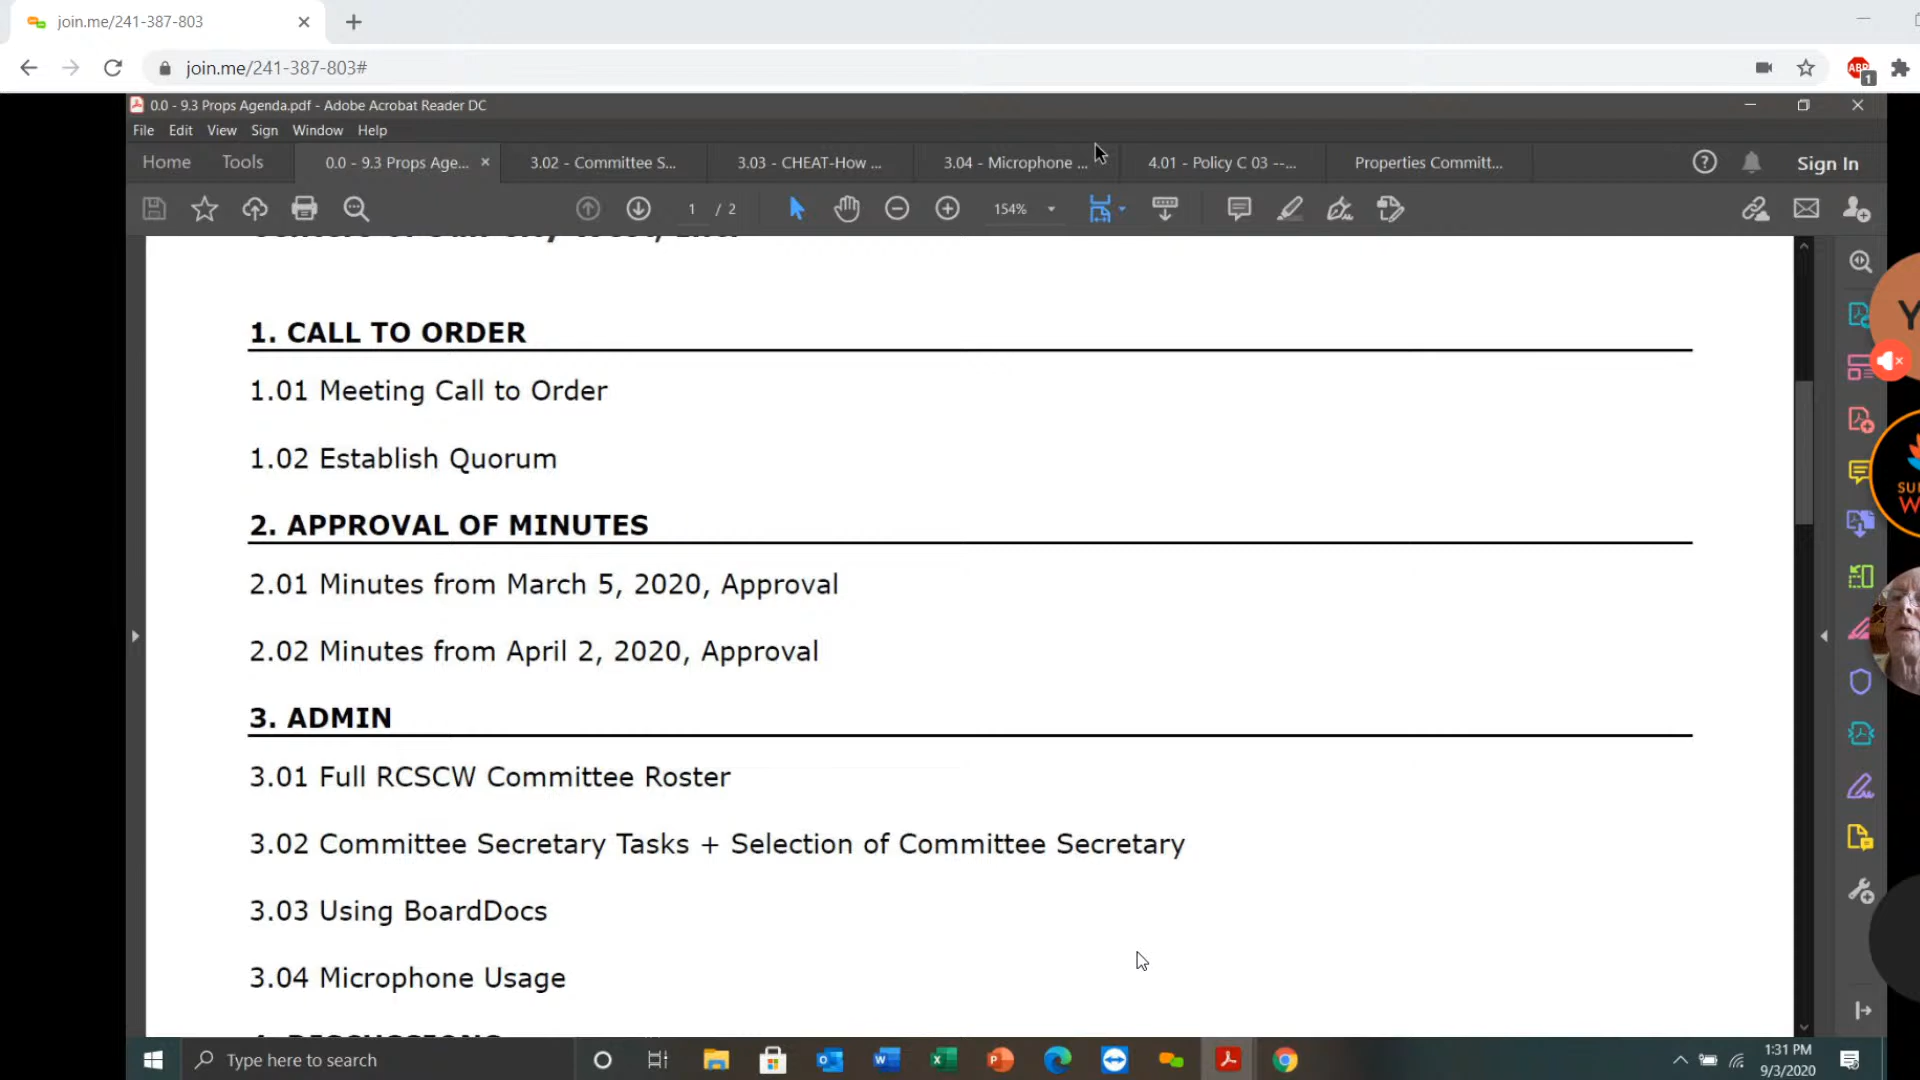 join.me/241-387-803
join.me/241-387-803#
ABP
1
0.0 - 9.3 Props Agenda.pdf - Adobe Acrobat Reader DC
File Edit View Sign Window Help
Home Tools 0.0 - 9.3 Props Age... 3.02 - Committee S... 3.03 - CHEAT-How ... 3.04 - Microphone ... 4.01 - Policy C 03 --... Properties Committ... Sign In
1 / 2 154%
1. CALL TO ORDER
1.01 Meeting Call to Order
1.02 Establish Quorum
2. APPROVAL OF MINUTES
2.01 Minutes from March 5, 2020, Approval
2.02 Minutes from April 2, 2020, Approval
3. ADMIN
3.01 Full RCSCW Committee Roster
3.02 Committee Secretary Tasks + Selection of Committee Secretary
3.03 Using BoardDocs
3.04 Microphone Usage
Y
Type here to search
1:31 PM
9/3/2020